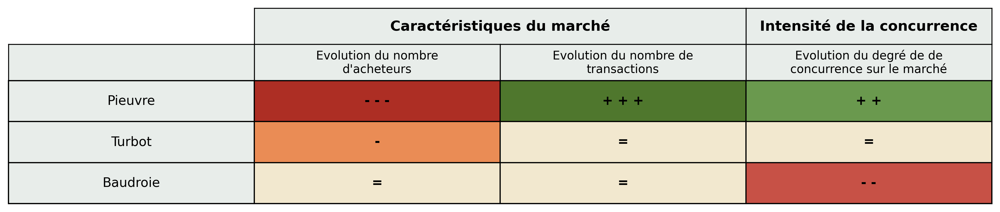 Caractéristiques du marché
Intensité de la concurrence
Evolution du nombre
d'acheteurs
Evolution du nombre de
transactions
Evolution du degré de de
concurrence sur le marché
Pieuvre
- - -
+ + +
+ +
Turbot
-
=
=
Baudroie
=
=
- -